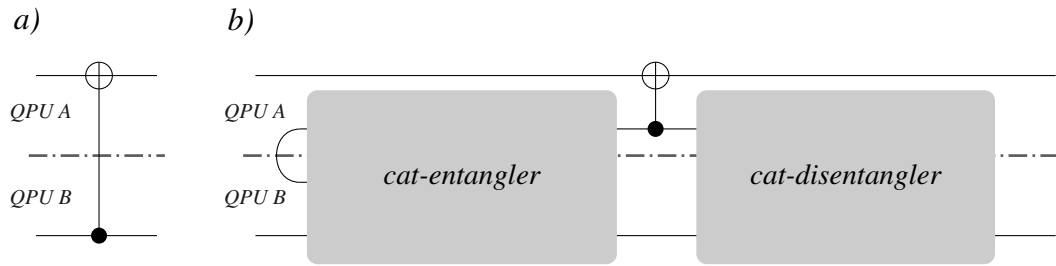 a)
b)
QPU A
QPU A
cat-entangler
cat-disentangler
QPU B
QPU B